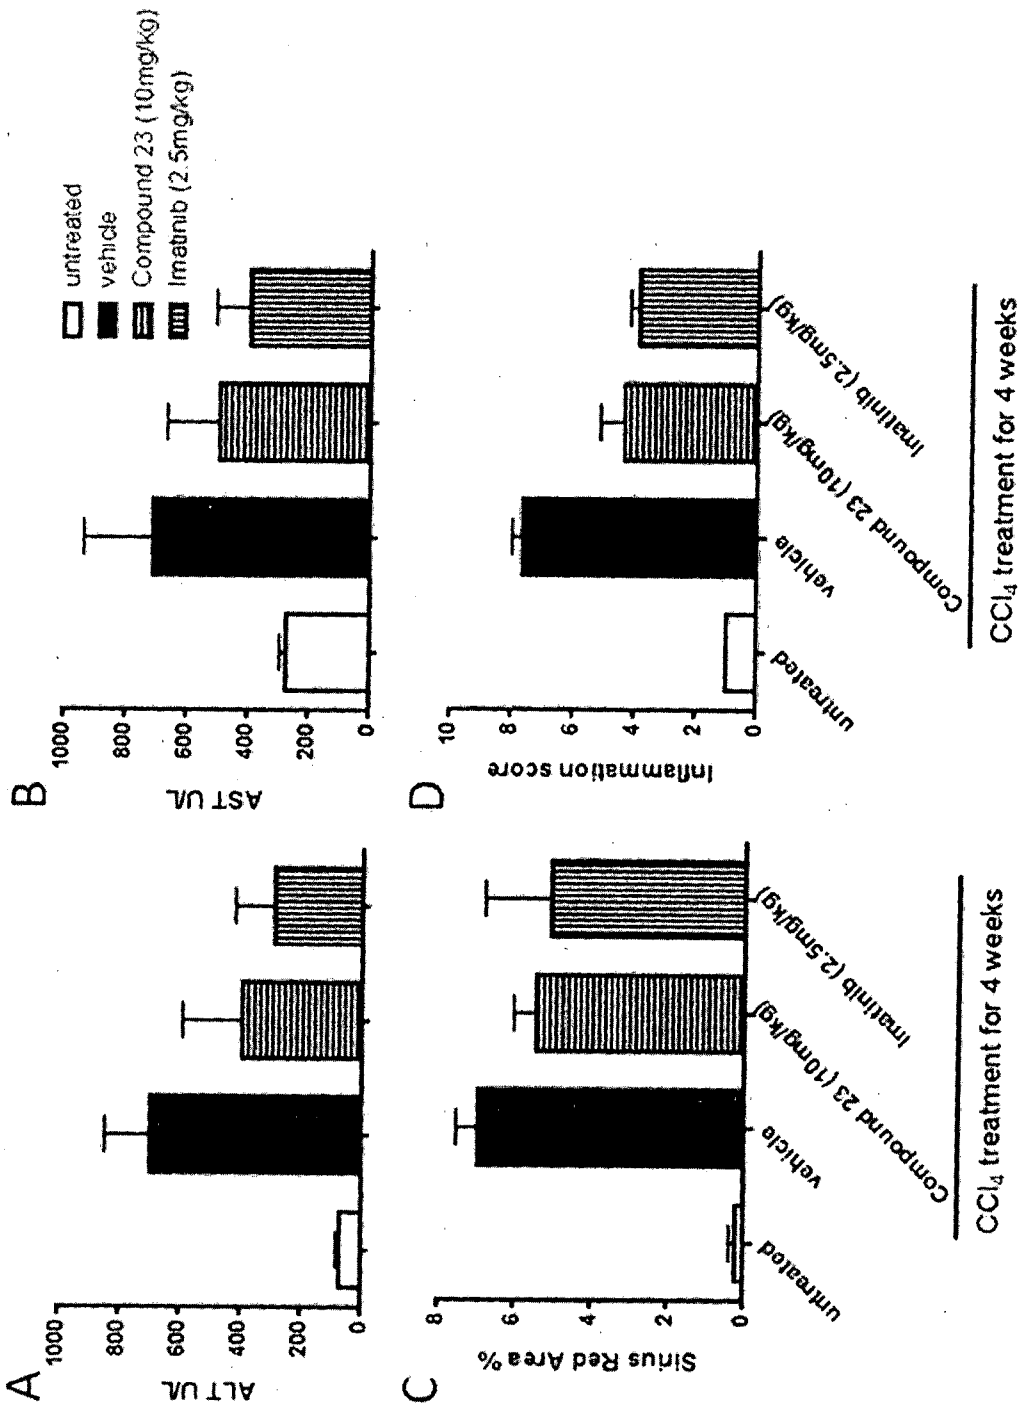 A
ALT U/L
1000
800
600
400
200
0
B
AST U/L
1000
800
600
400
200
0
untreated
vehicle
Compound 23 (10mg/kg)
Imatinib (2.5mg/kg)
C
Sirius Red Area %
8
6
4
2
0
untreated
vehicle
Compound 23 (10mg/kg)
Imatinib (2.5mg/kg)
CCl₄ treatment for 4 weeks
D
Inflammation score
10
8
6
4
2
0
untreated
vehicle
Compound 23 (10mg/kg)
Imatinib (2.5mg/kg)
CCl₄ treatment for 4 weeks